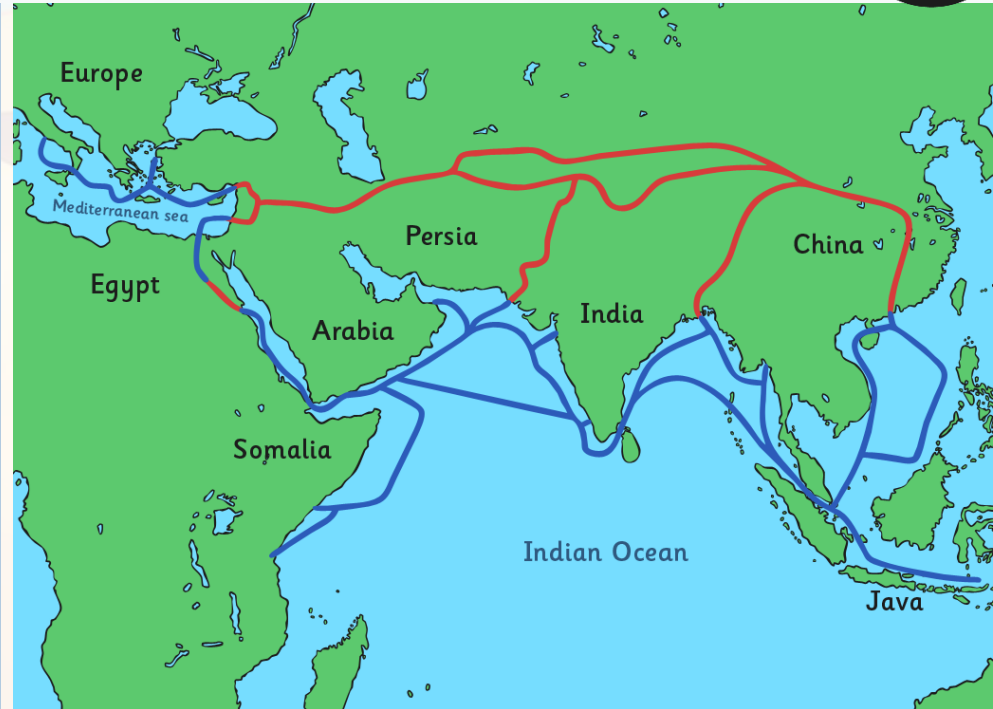 Europe
Mediterranean sea
Persia
China
Egypt
Arabia
India
Somalia
Indian Ocean
Java